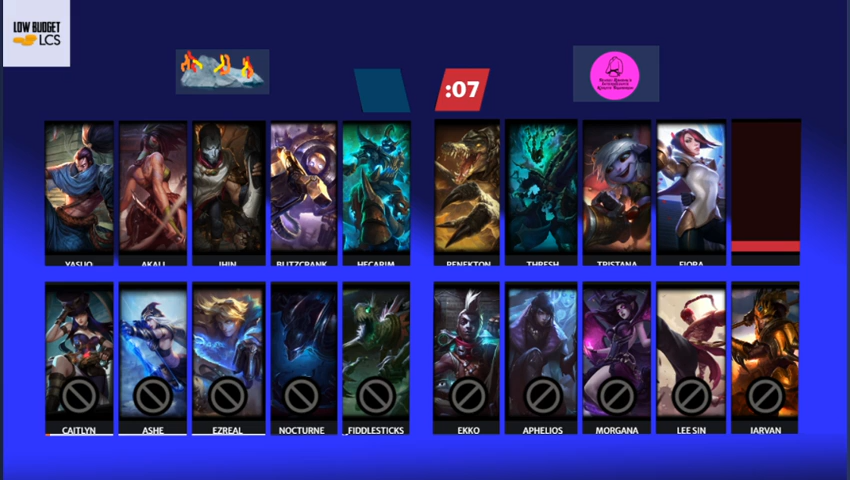 LOW BUDGET
LCS
:07
YASUO
AKALI
JHIN
BLITZCRANK
HECARIM
RENEKTON
THRESH
TRISTANA
FIORA
CAITLYN
ASHE
EZREAL
NOCTURNE
FIDDLESTICKS
EKKO
APHELIOS
MORGANA
LEE SIN
JARVAN